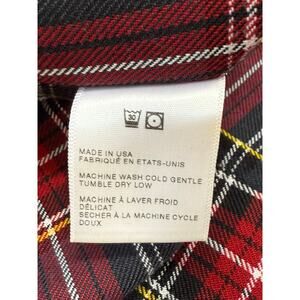 30
MADE IN USA
FABRIQUÉ EN ETATS-UNIS
MACHINE WASH COLD GENTLE
TUMBLE DRY LOW
MACHINE À LAVER FROID
DÉLICAT
SÉCHER À LA MACHINE CYCLE
DOUX